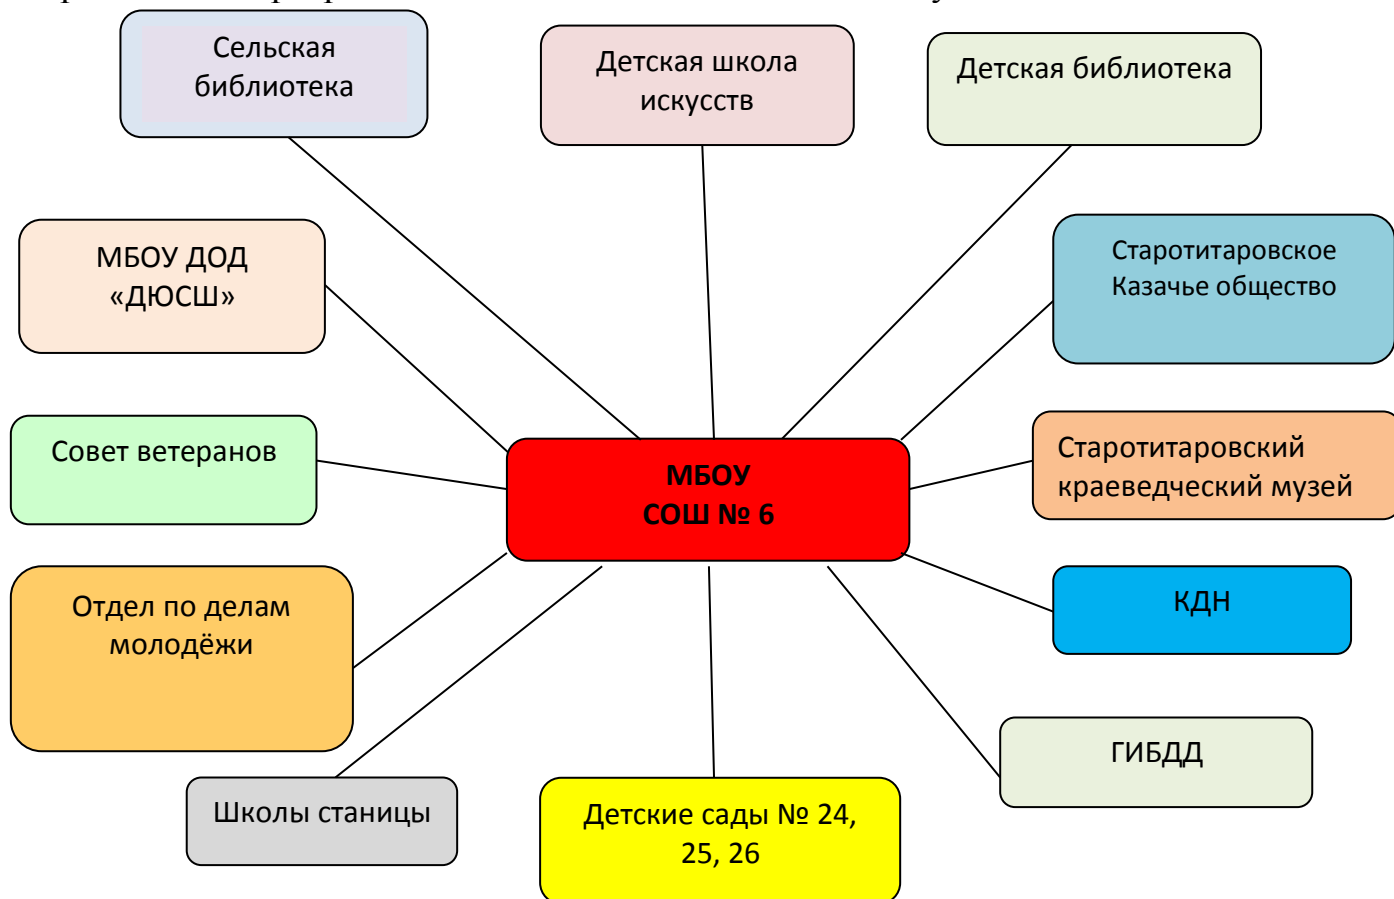 Сельская
библиотека
Детская школа
искусств
Детская библиотека
МБОУ ДОД
«ДЮСШ»
Старотитаровское
Казачье общество
Совет ветеранов
МБОУ
СОШ № 6
Старотитаровский
краеведческий музей
Отдел по делам
молодёжи
КДН
ГИБДД
Школы станицы
Детские сады № 24,
25, 26